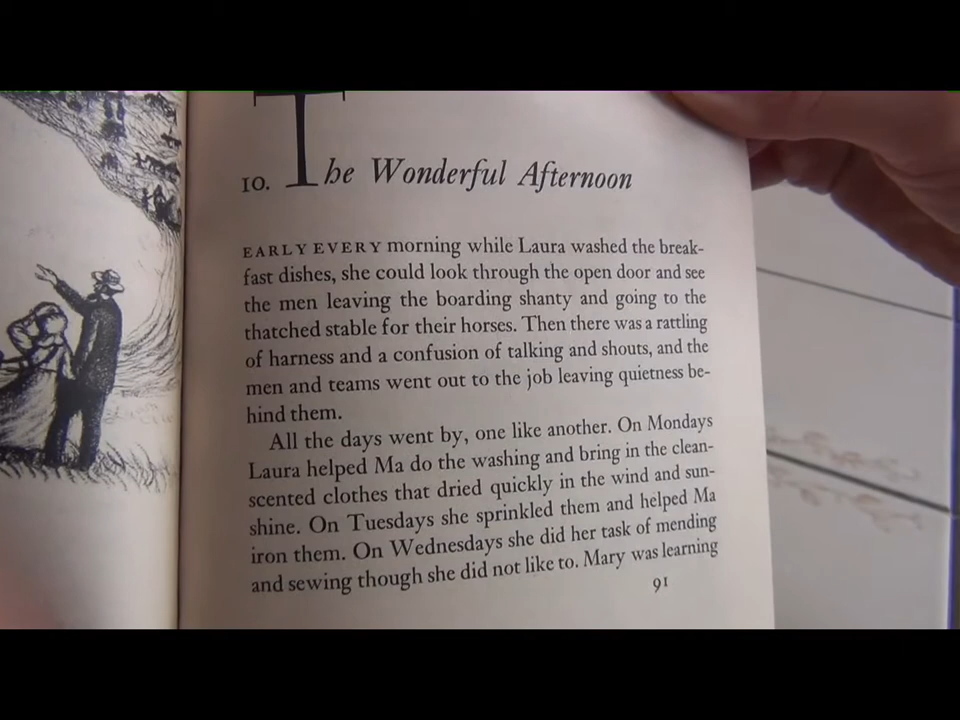 10. The Wonderful Afternoon
EARLY EVERY morning while Laura washed the break-
fast dishes, she could look through the open door and see
the men leaving the boarding shanty and going to the
thatched stable for their horses. Then there was a rattling
of harness and a confusion of talking and shouts, and the
men and teams went out to the job leaving quietness be-
hind them.
All the days went by, one like another. On Mondays
Laura helped Ma do the washing and bring in the clean-
scented clothes that dried quickly in the wind and sun-
shine. On Tuesdays she sprinkled them and helped Ma
iron them. On Wednesdays she did her task of mending
and sewing though she did not like to. Mary was learning
91